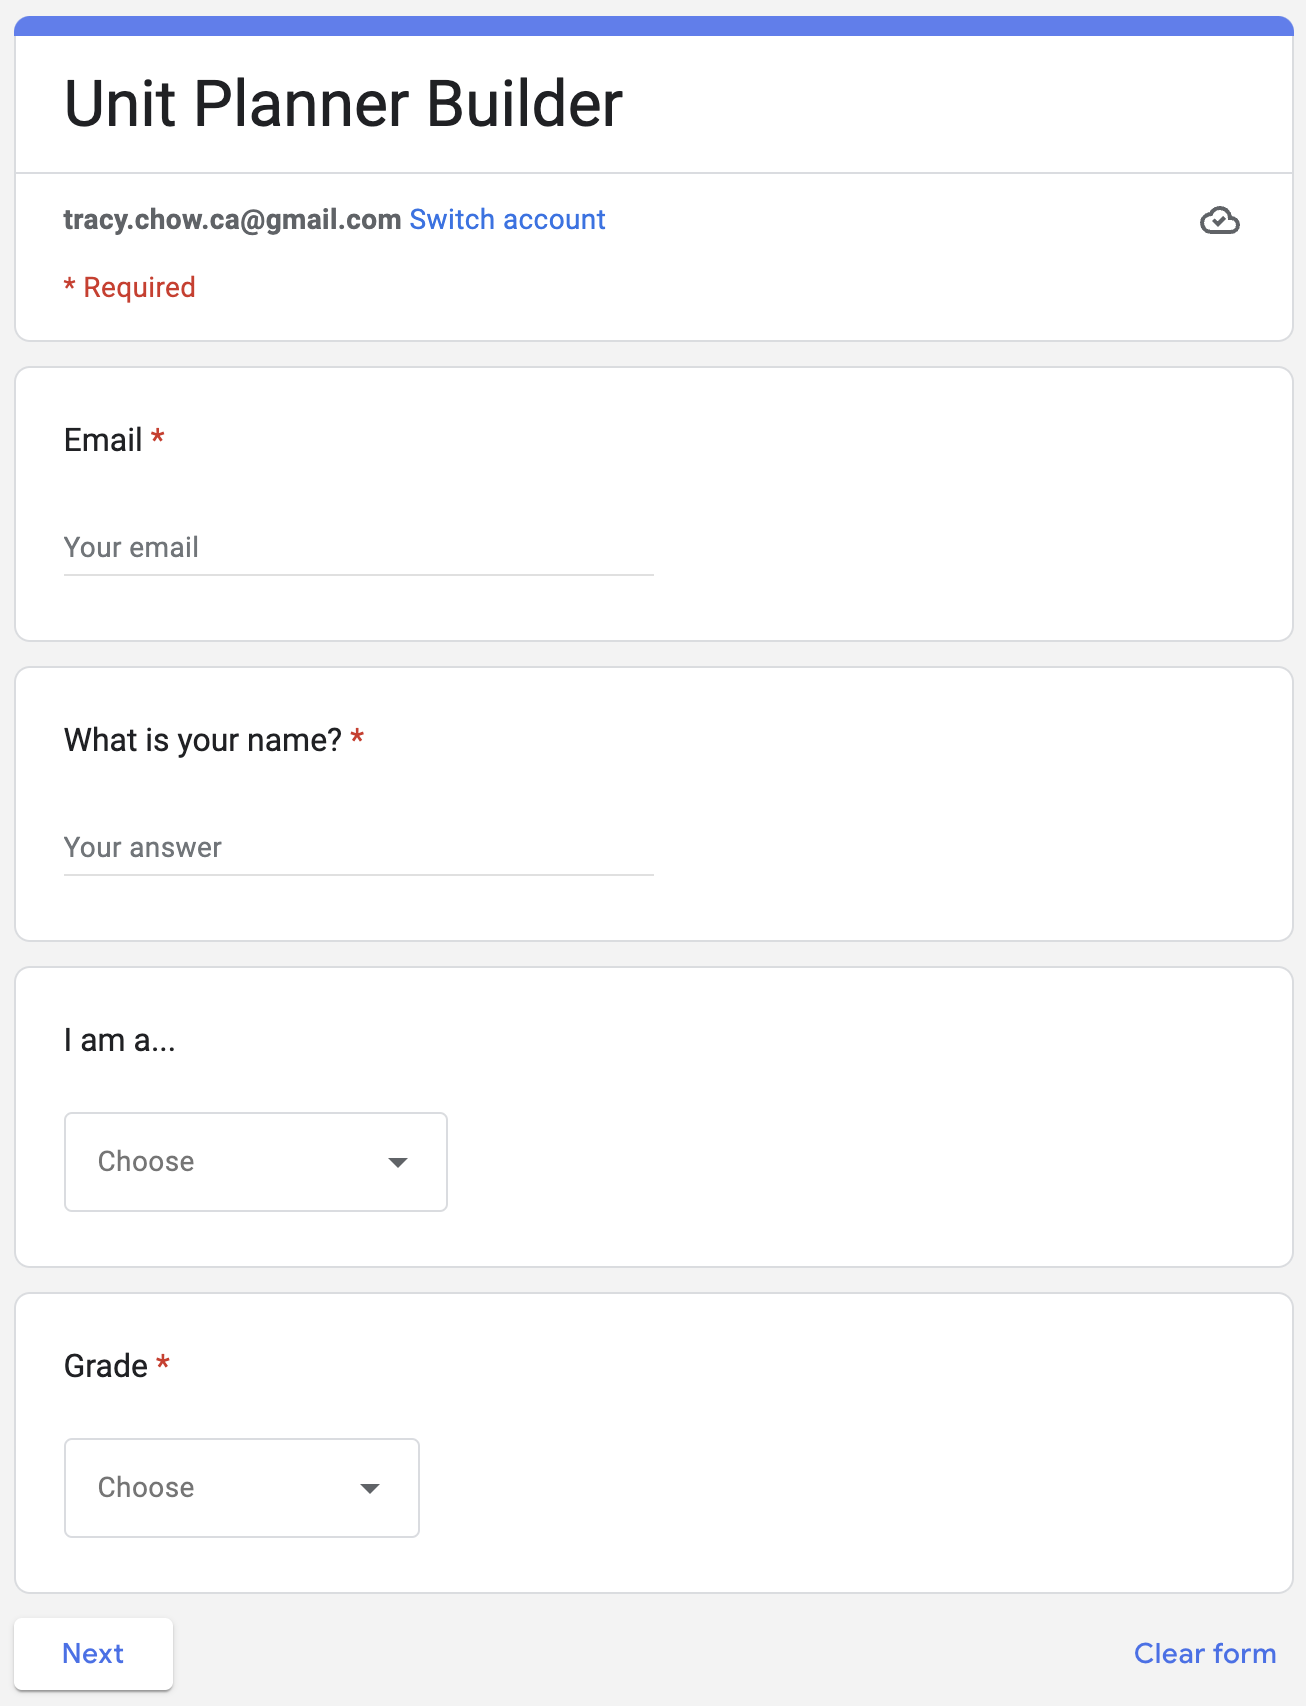 Unit Planner Builder
tracy.chow.ca@gmail.com Switch account
* Required
Email *
Your email
What is your name? *
Your answer
I am a...
Choose
Grade *
Choose
Next Clear form